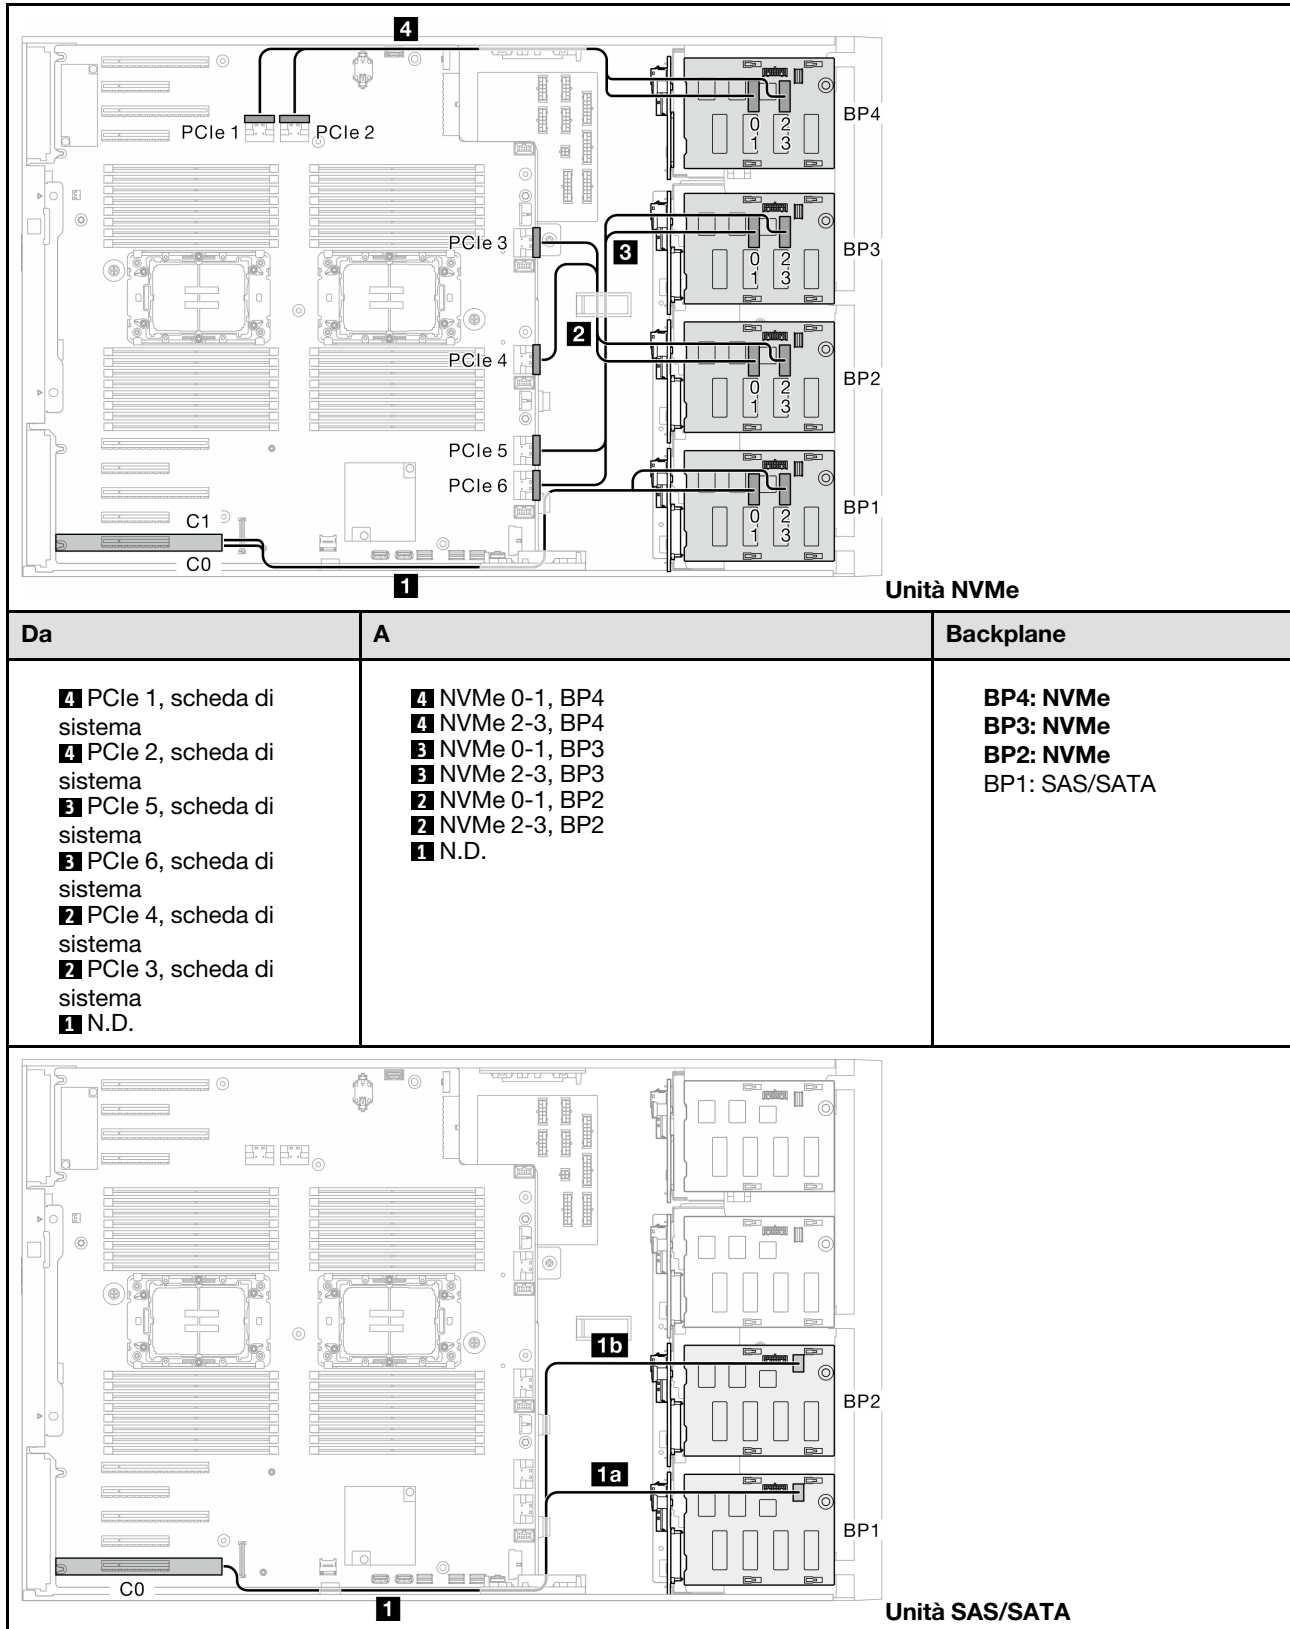 4
PCIe 1
PCIe 2
BP4
0 2
1 3
PCIe 3
3
BP3
0 2
1 3
2
PCIe 4
BP2
0 2
1 3
PCIe 5
PCIe 6
BP1
0 2
1 3
C1
C0
1
Unità NVMe
Da
A
Backplane
4 PCIe 1, scheda di
sistema
4 PCIe 2, scheda di
sistema
3 PCIe 5, scheda di
sistema
3 PCIe 6, scheda di
sistema
2 PCIe 4, scheda di
sistema
2 PCIe 3, scheda di
sistema
1 N.D.
4 NVMe 0-1, BP4
4 NVMe 2-3, BP4
3 NVMe 0-1, BP3
3 NVMe 2-3, BP3
2 NVMe 0-1, BP2
2 NVMe 2-3, BP2
1 N.D.
BP4: NVMe
BP3: NVMe
BP2: NVMe
BP1: SAS/SATA
1b
BP2
1a
BP1
C0
1
Unità SAS/SATA